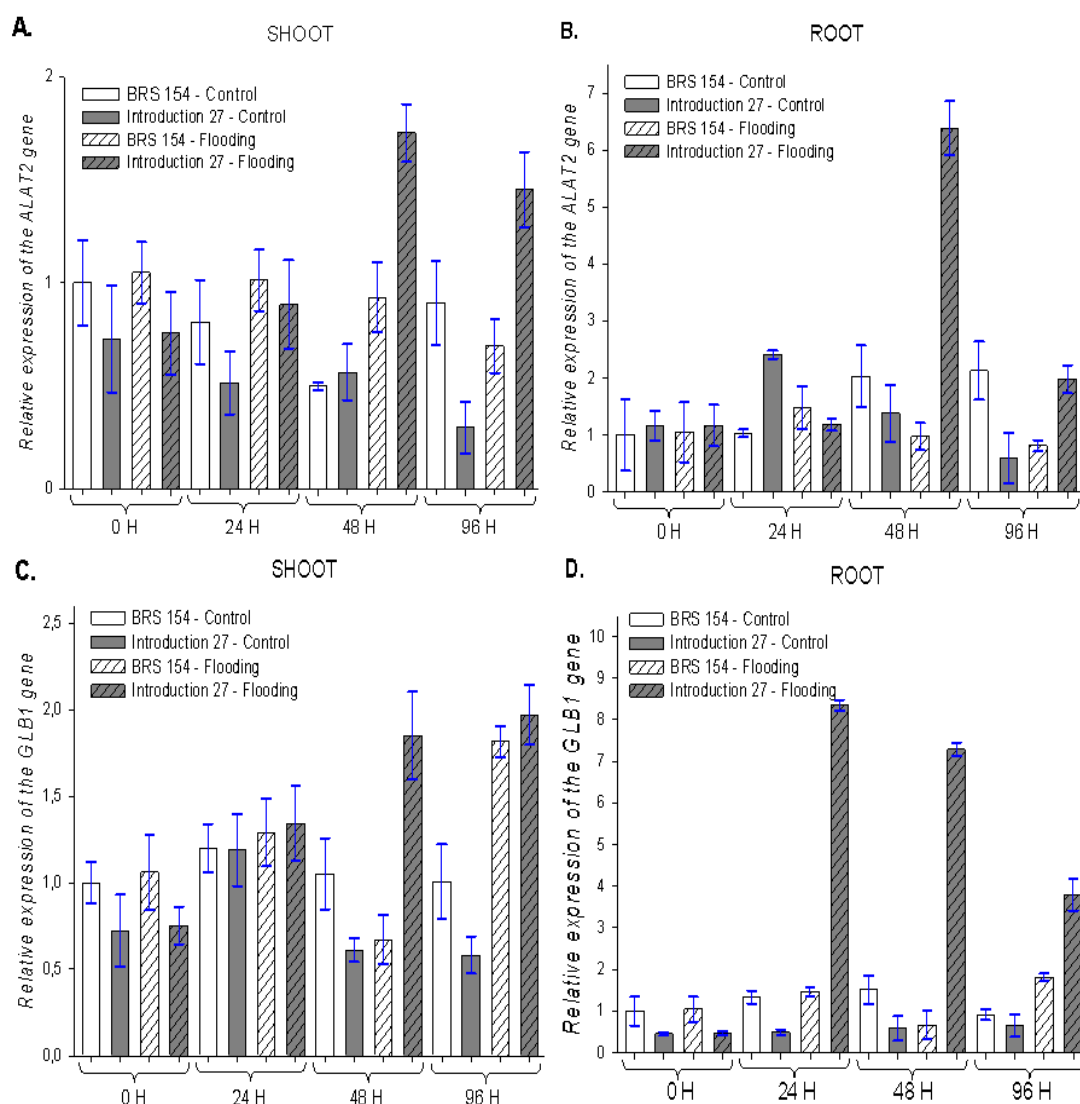 A.
SHOOT
Relative expression of the ALAT2 gene
2
1
0
BRS 154 - Control
Introduction 27 - Control
BRS 154 - Flooding
Introduction 27 - Flooding
0 H
24 H
48 H
96 H
B.
ROOT
Relative expression of the ALAT2 gene
7
6
5
4
3
2
1
0
BRS 154 - Control
Introduction 27 - Control
BRS 154 - Flooding
Introduction 27 - Flooding
0 H
24 H
48 H
96 H
C.
SHOOT
Relative expression of the GLB1 gene
2,5
2,0
1,5
1,0
0,5
0,0
BRS 154 - Control
Introduction 27 - Control
BRS 154 - Flooding
Introduction 27 - Flooding
0 H
24 H
48 H
96 H
D.
ROOT
Relative expression of the GLB1 gene
10
9
8
7
6
5
4
3
2
1
0
BRS 154 - Control
Introduction 27 - Control
BRS 154 - Flooding
Introduction 27 - Flooding
0 H
24 H
48 H
96 H